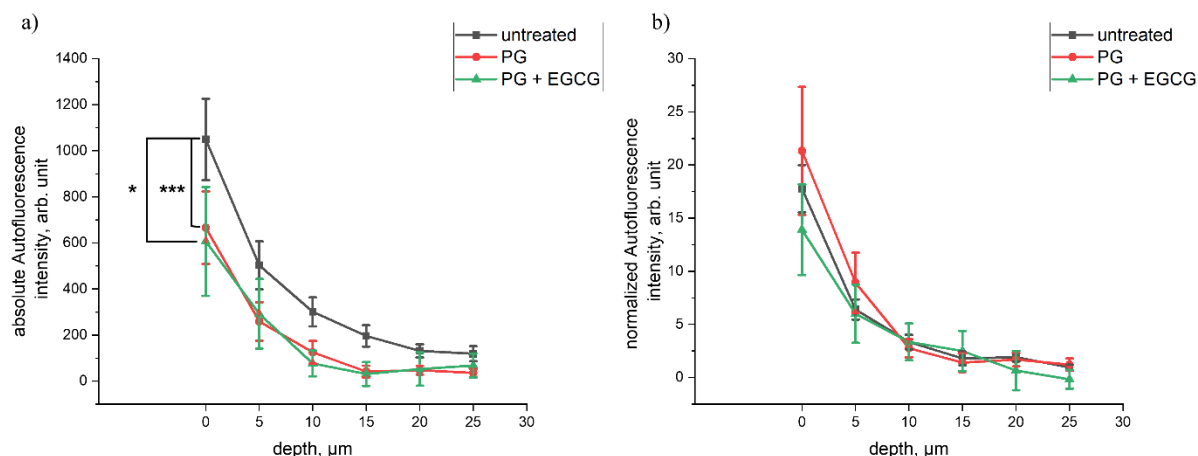 a)
untreated
PG
PG + EGCG
1400
1200
1000
800
600
400
200
0
* ***
absolute Autofluorescence
intensity, arb. unit
0 5 10 15 20 25 30
depth, µm
b)
untreated
PG
PG + EGCG
30
25
20
15
10
5
0
normalized Autofluorescence
intensity, arb. unit
0 5 10 15 20 25 30
depth, µm